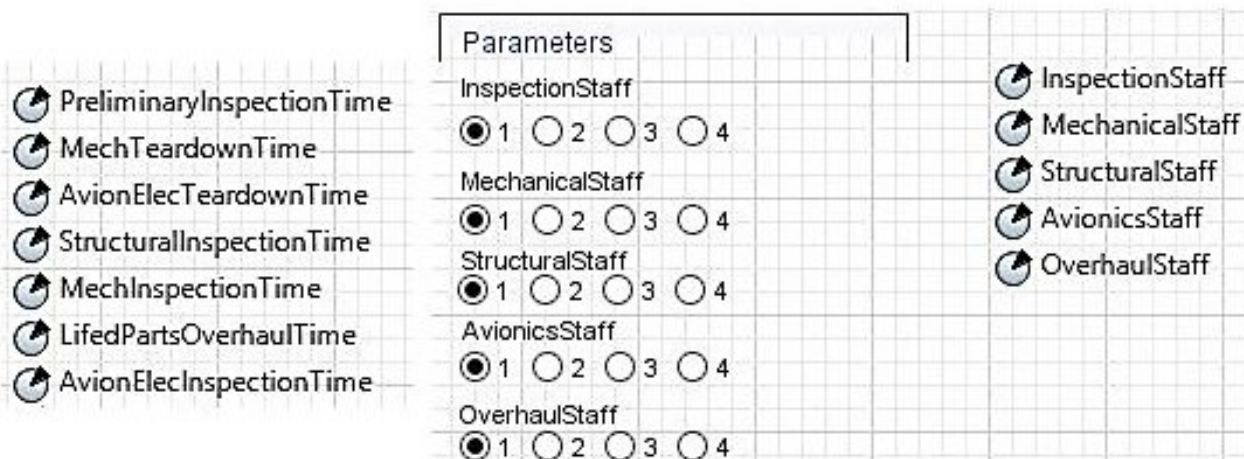 PreliminaryInspectionTime
MechTeardownTime
AvionElecTeardownTime
StructuralInspectionTime
MechInspectionTime
LifedPartsOverhaulTime
AvionElecInspectionTime
Parameters
InspectionStaff
1 2 3 4
MechanicalStaff
1 2 3 4
StructuralStaff
1 2 3 4
AvionicsStaff
1 2 3 4
OverhaulStaff
1 2 3 4
InspectionStaff
MechanicalStaff
StructuralStaff
AvionicsStaff
OverhaulStaff